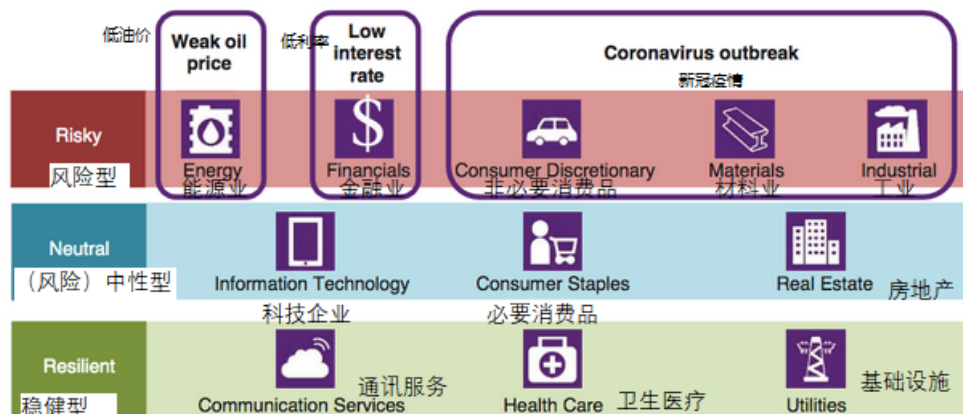 低油价
Weak oil
price
低利率
Low
interest
rate
Coronavirus outbreak
新冠疫情
Risky
风险型
Energy
能源业
Financials
金融业
Consumer Discretionary
非必要消费品
Materials
材料业
Industrial
工业
Neutral
（风险）中性型
Information Technology
科技企业
Consumer Staples
必要消费品
Real Estate
房地产
Resilient
稳健型
Communication Services
通讯服务
Health Care
卫生医疗
Utilities
基础设施